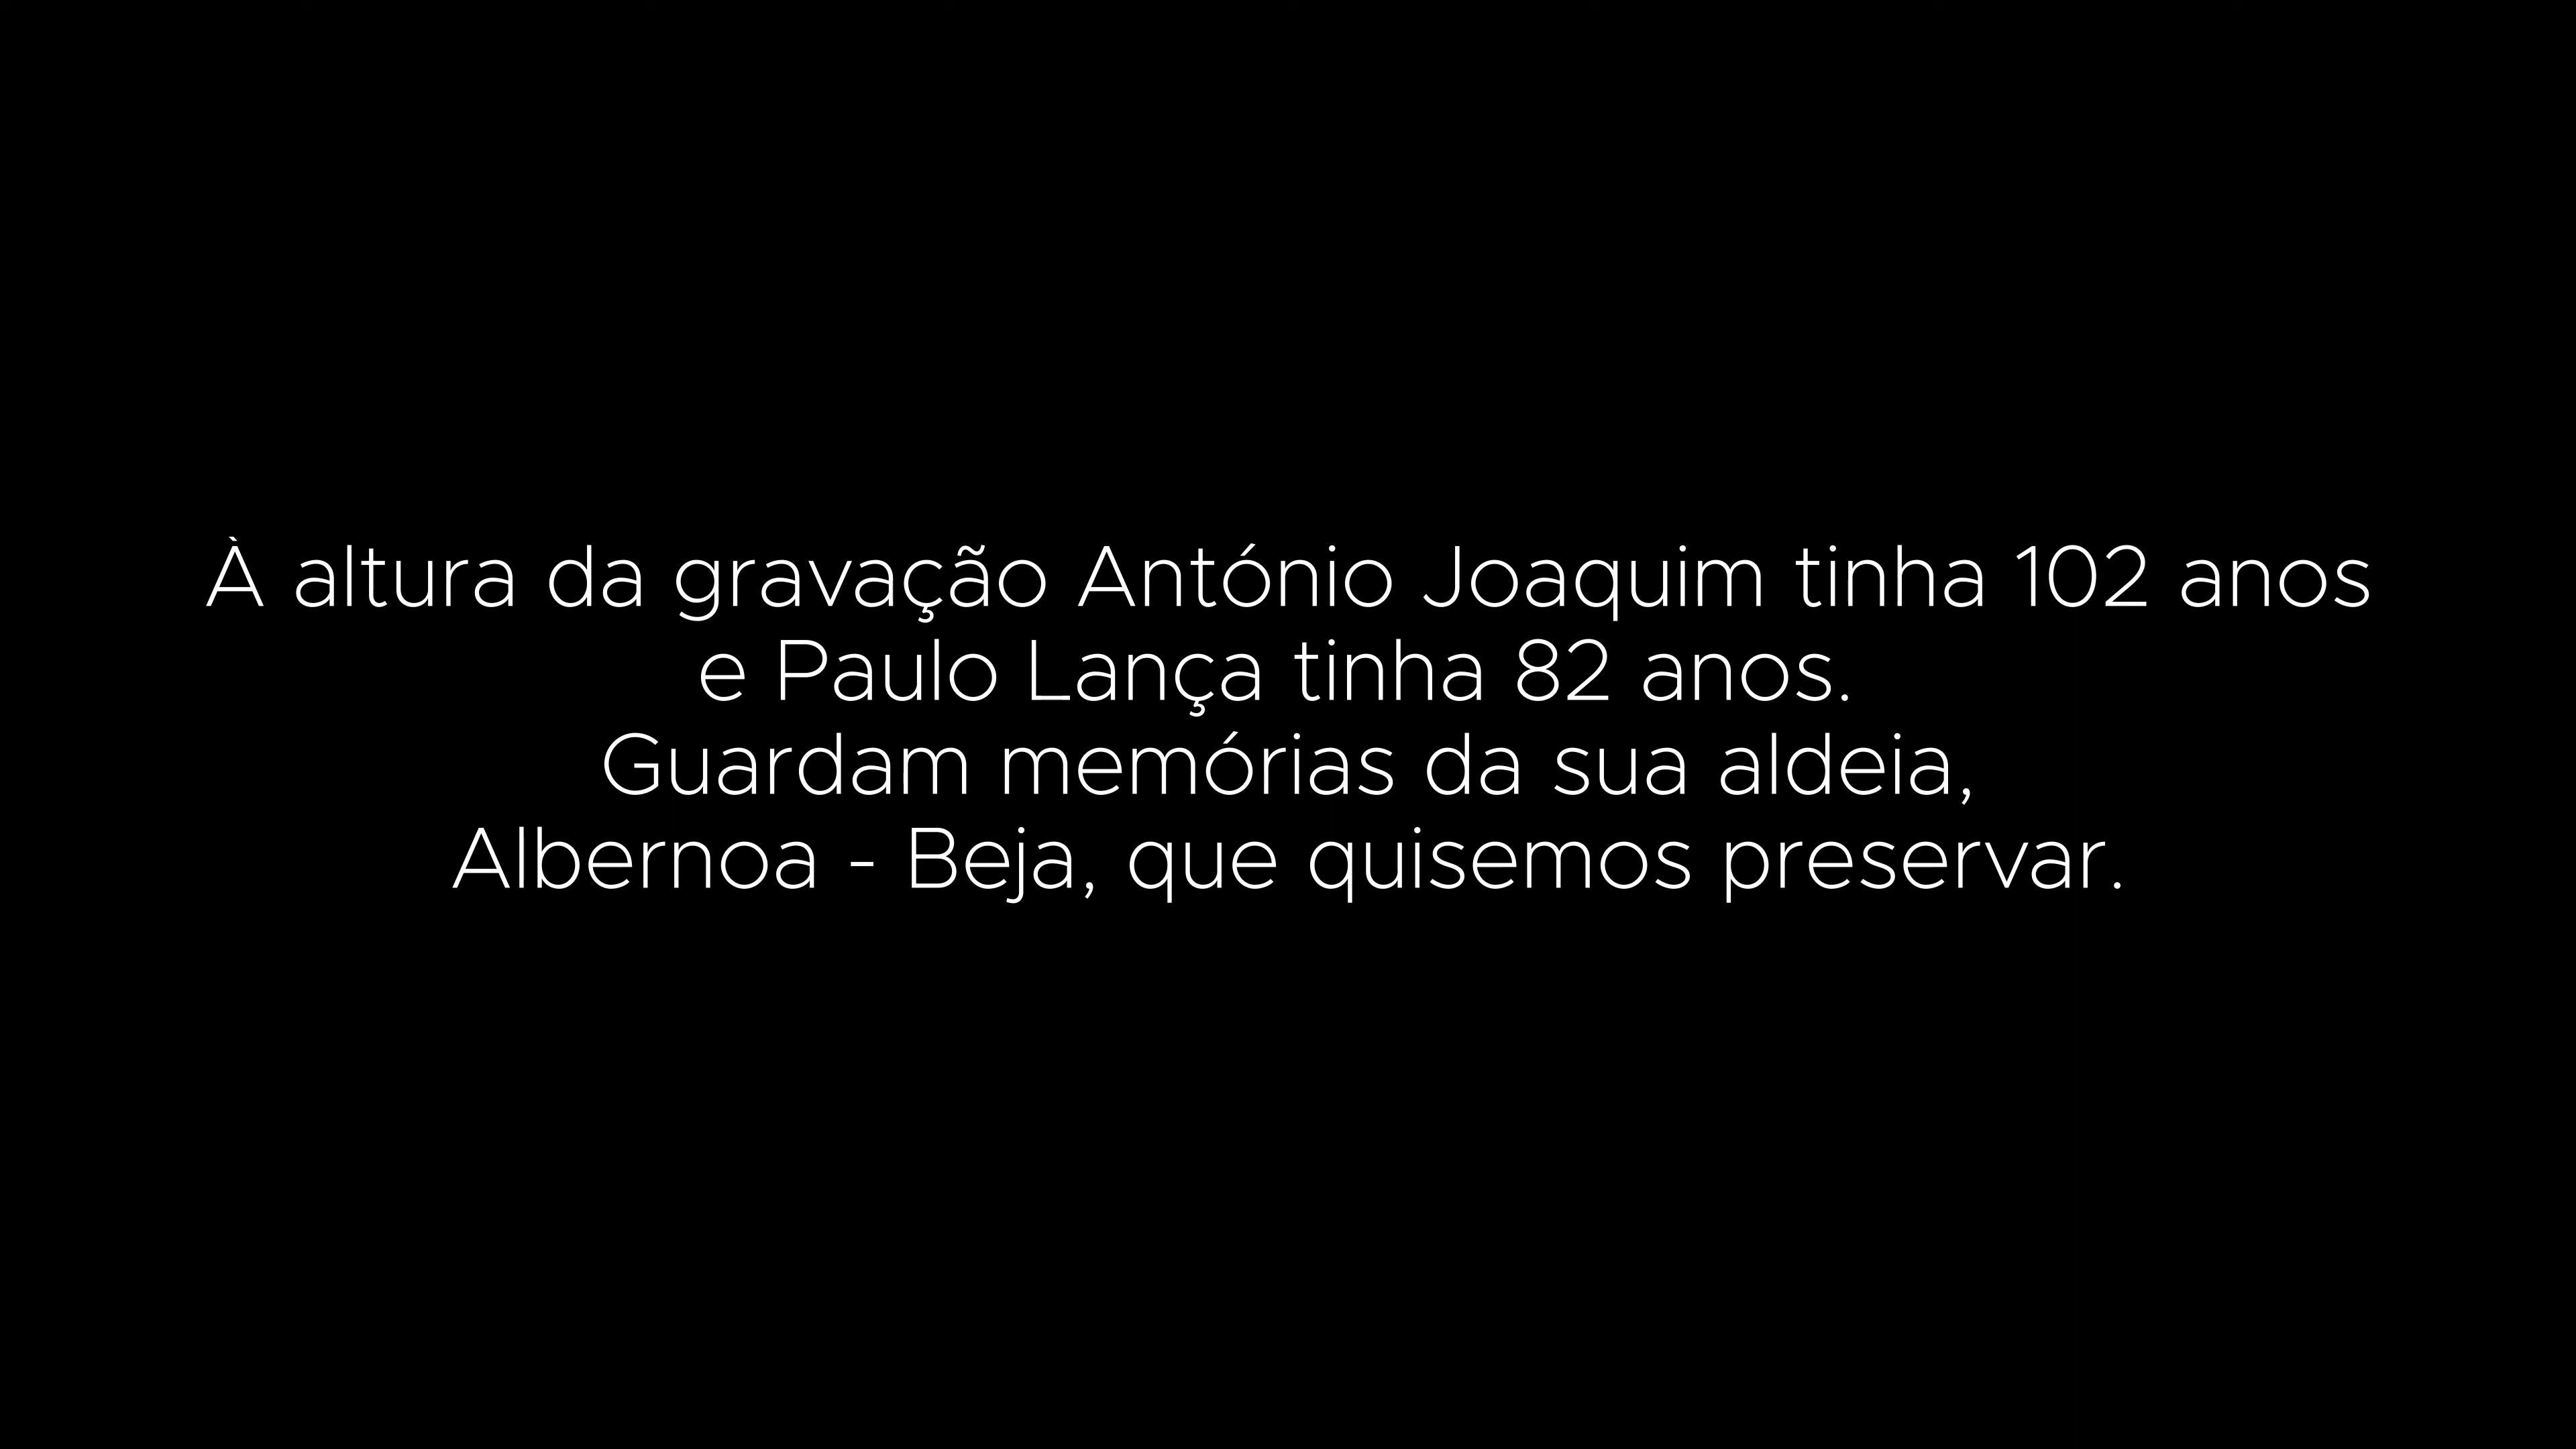 À altura da gravação António Joaquim tinha 102 anos
e Paulo Lança tinha 82 anos.
Guardam memórias da sua aldeia,
Albernoa - Beja, que quisemos preservar.